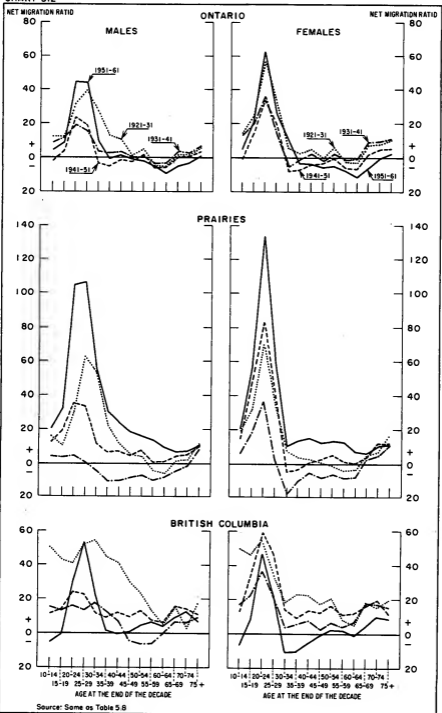 NET MIGRATION RATIO ONTARIO NET MIGRATION RATIO
MALES FEMALES
80 80
60 60
40 40
20 20
+ 0 − + 0 −
20 20
1951-61
1921-31
1931-41
1941-51
1921-31
1931-41
1941-51
1951-61
PRAIRIES
140 140
120 120
100 100
80 80
60 60
40 40
20 20
+ 0 − + 0 −
20 20
BRITISH COLUMBIA
60 60
40 40
20 20
+ 0 − + 0 −
20 20
10-14 20-24 30-34 40-44 50-54 60-64 70-74 10-14 20-24 30-34 40-44 50-54 60-64 70-74
15-19 25-29 35-39 45-49 55-59 65-69 75+ 15-19 25-29 35-39 45-49 55-59 65-69 75+
AGE AT THE END OF THE DECADE AGE AT THE END OF THE DECADE
Source: Same as Table 5.8